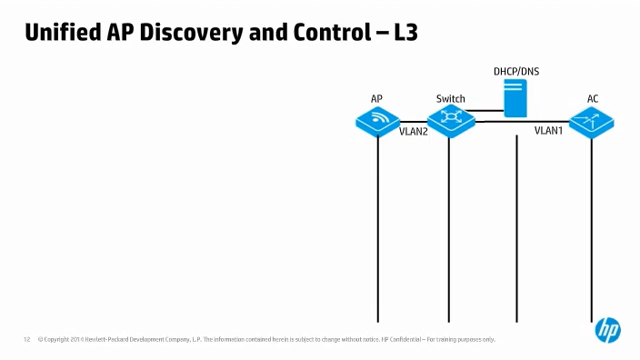 Unified AP Discovery and Control – L3
DHCP/DNS
AP
Switch
AC
VLAN2
VLAN1
12 © Copyright 2014 Hewlett-Packard Development Company, L.P. The information contained herein is subject to change without notice. HP Confidential – For training purposes only.
hp